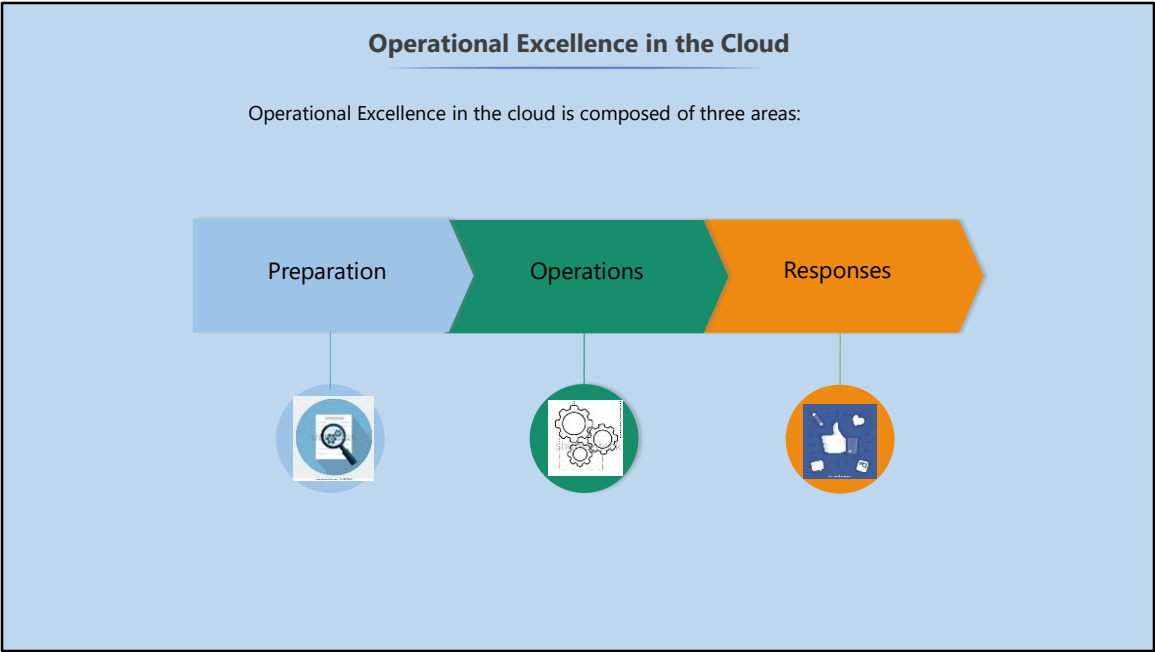 Operational Excellence in the Cloud
Operational Excellence in the cloud is composed of three areas:
Preparation
Operations
Responses